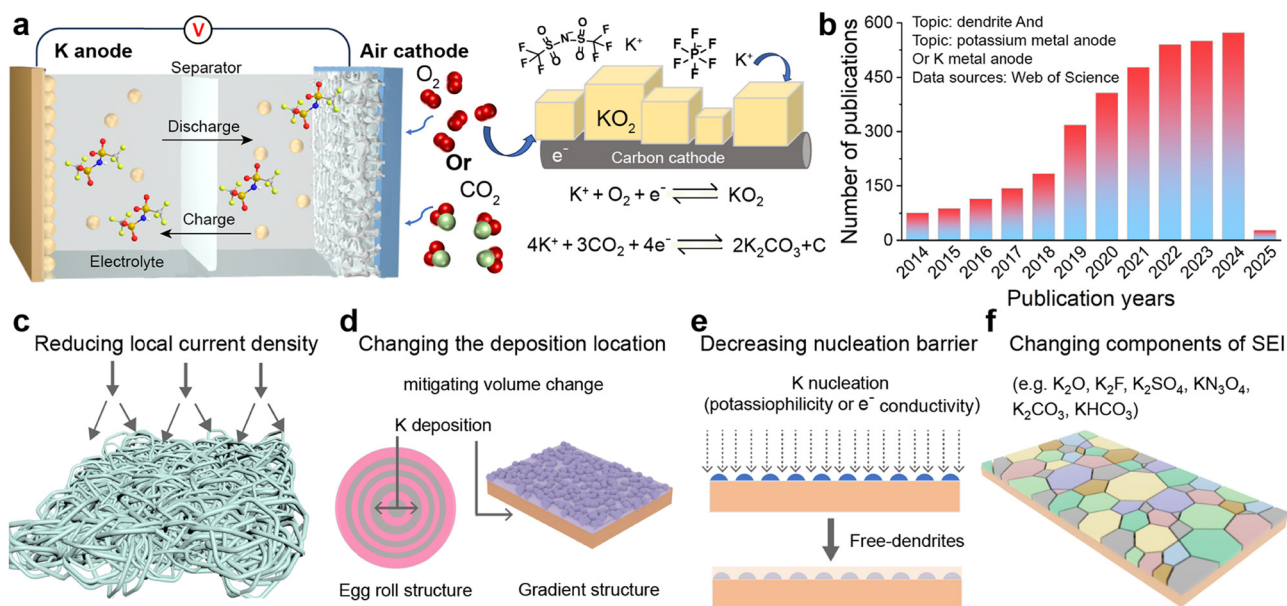 a
V
K anode
Separator
Air cathode
Discharge
Charge
Electrolyte
O₂
Or
CO₂
F F F O S O N⁻ O S O F F F
K⁺
F F F P⁻ F F F
K⁺
KO₂
e⁻
Carbon cathode
K⁺ + O₂ + e⁻ ⇌ KO₂
4K⁺ + 3CO₂ + 4e⁻ ⇌ 2K₂CO₃+C
b
Number of publications
600
450
300
150
0
Topic: dendrite And
Topic: potassium metal anode
Or K metal anode
Data sources: Web of Science
2014
2015
2016
2017
2018
2019
2020
2021
2022
2023
2024
2025
Publication years
c
Reducing local current density
d
Changing the deposition location
mitigating volume change
K deposition
Egg roll structure
Gradient structure
e
Decreasing nucleation barrier
K nucleation
(potassiophilicity or e⁻ conductivity)
Free-dendrites
f
Changing components of SEI
(e.g. K₂O, K₂F, K₂SO₄, KN₃O₄,
K₂CO₃, KHCO₃)